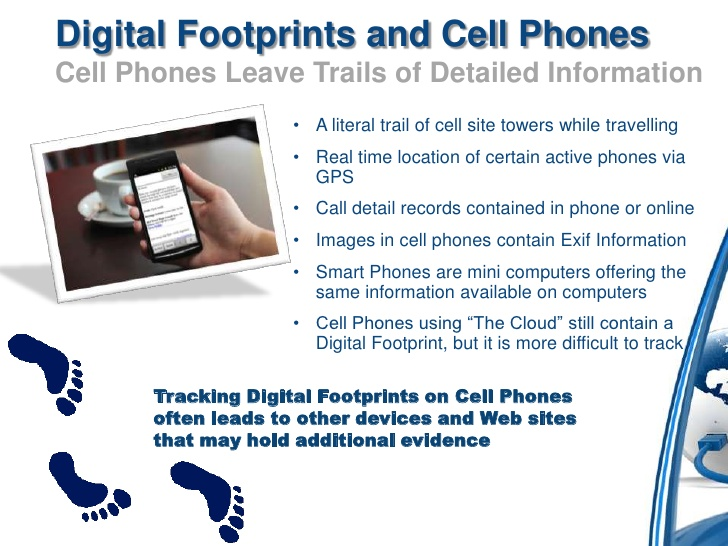 Digital Footprints and Cell Phones
Cell Phones Leave Trails of Detailed Information
• A literal trail of cell site towers while travelling
• Real time location of certain active phones via
GPS
• Call detail records contained in phone or online
• Images in cell phones contain Exif Information
• Smart Phones are mini computers offering the
same information available on computers
• Cell Phones using “The Cloud” still contain a
Digital Footprint, but it is more difficult to track
Tracking Digital Footprints on Cell Phones
often leads to other devices and Web sites
that may hold additional evidence